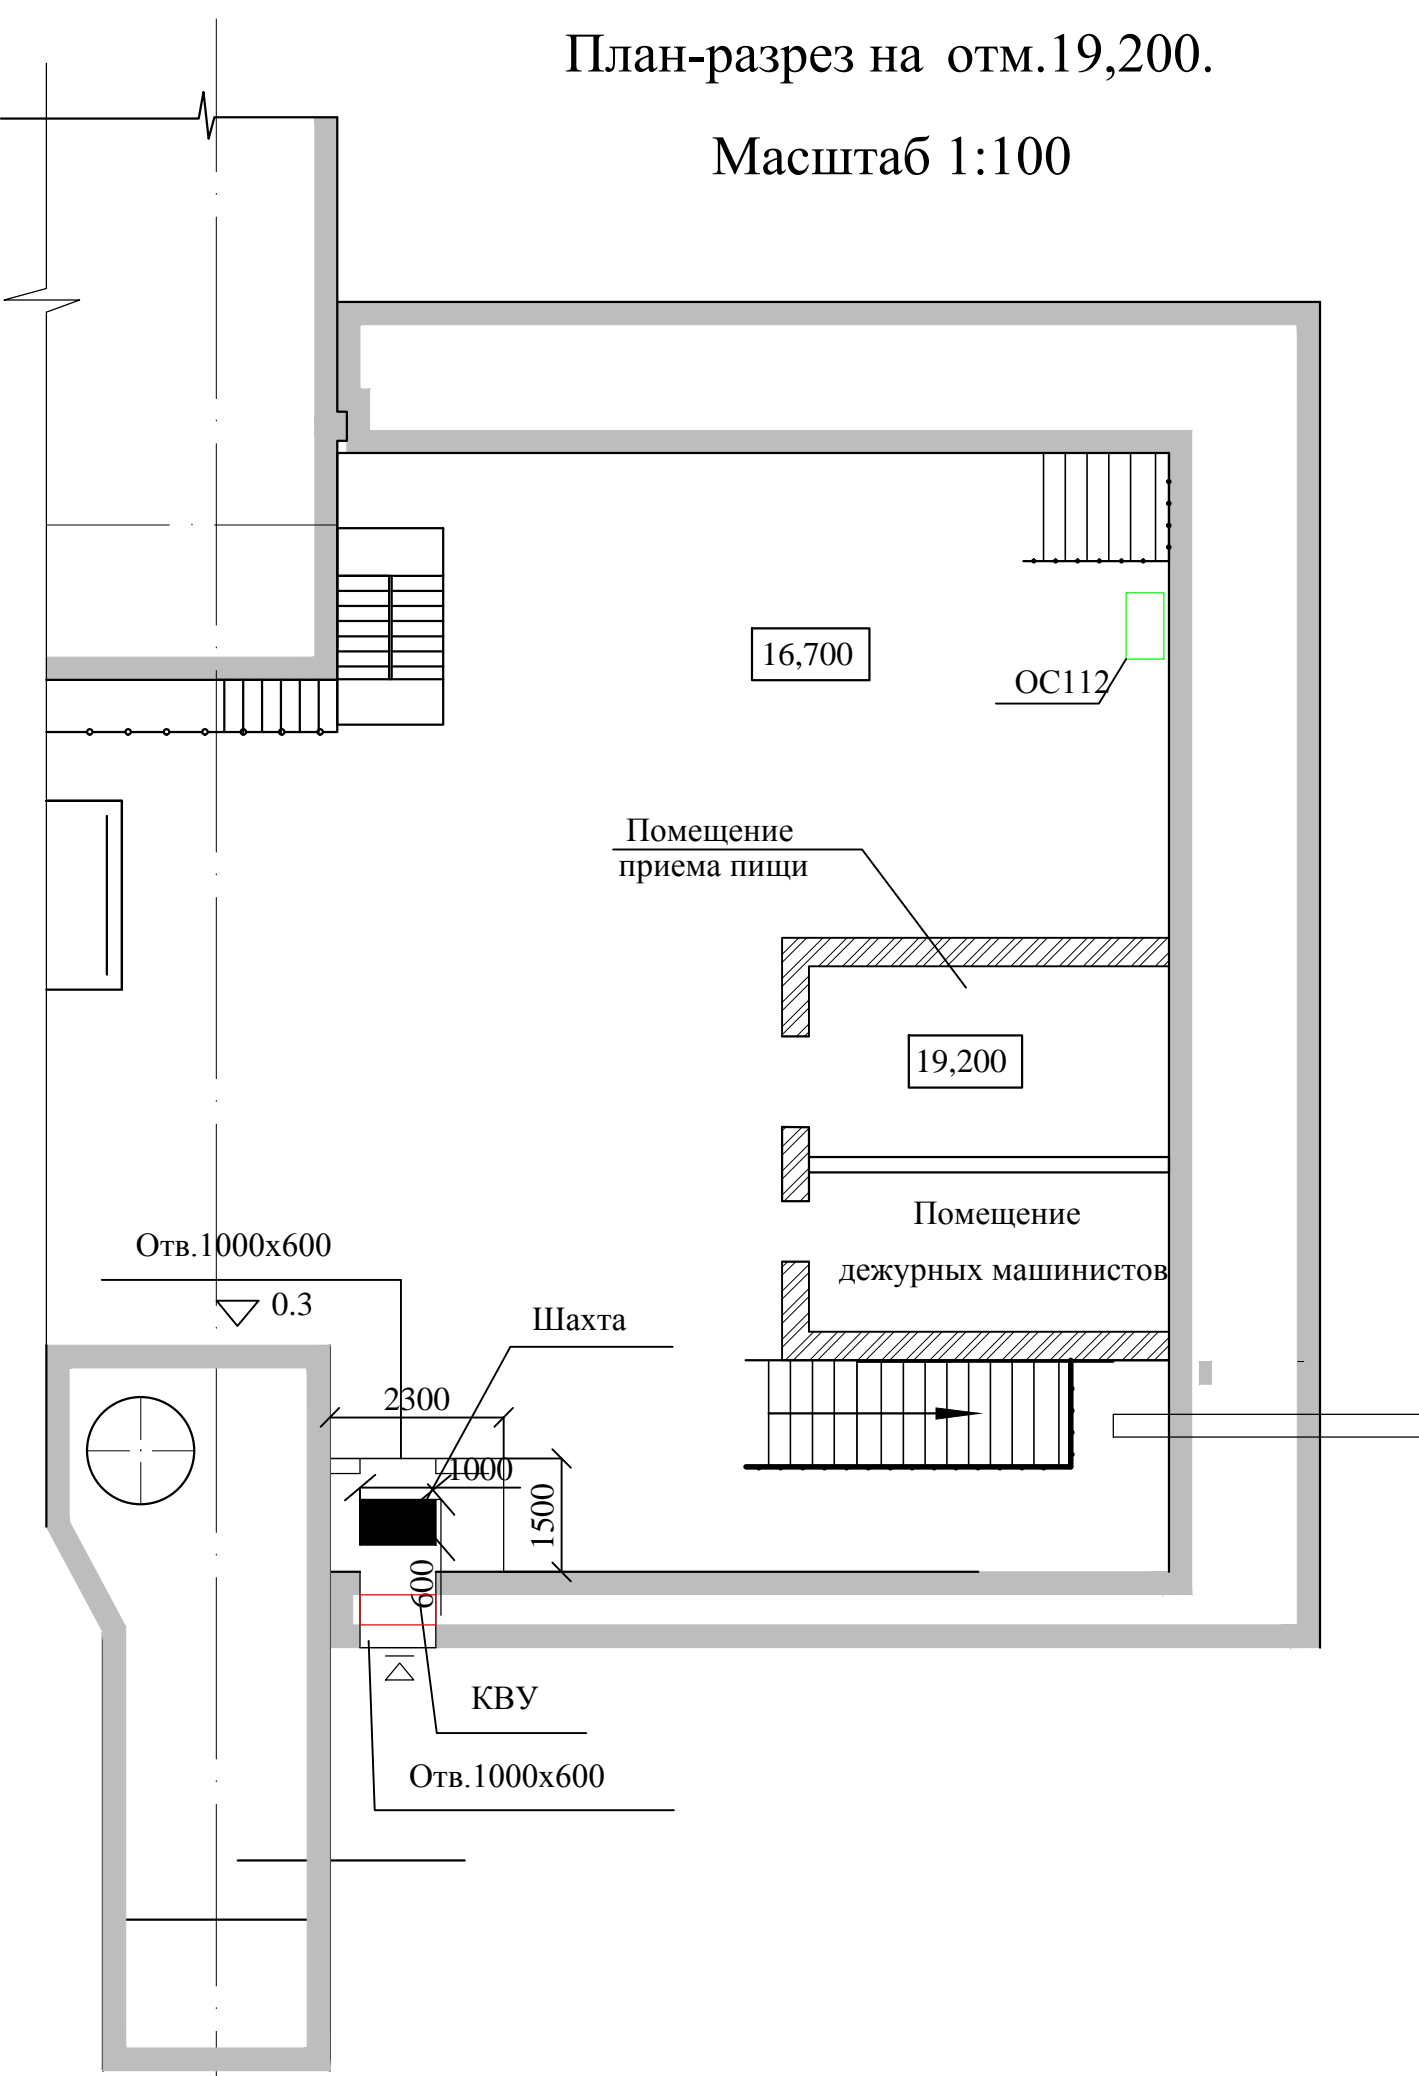 План-разрез на отм.19,200.
Масштаб 1:100
16,700
ОС112
Помещение
приема пищи
19,200
Помещение
дежурных машинистов
Отв.1000х600
0.3
Шахта
2300
1000
1500
600
КВУ
Отв.1000х600